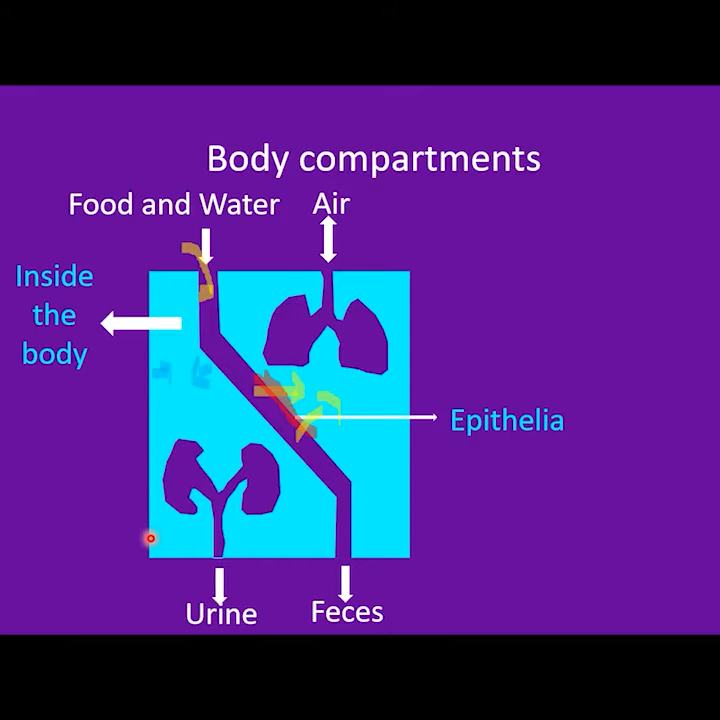 Body compartments
Food and Water
Air
Inside
the
body
Epithelia
Urine
Feces